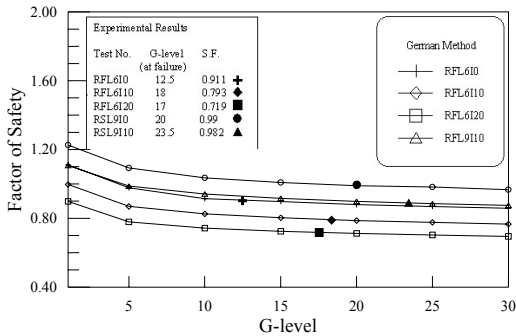 2.00
1.60
1.20
0.80
0.40
Factor of Safety
Experimental Results
Test No. G-level S.F.
(at failure)
RFL6I0 12.5 0.911
RFL6I10 18 0.793
RFL6I20 17 0.719
RSL9I0 20 0.99
RSL9I10 23.5 0.982
German Method
RFL6I0
RFL6I10
RFL6I20
RFL9I10
5 10 15 20 25 30
G-level